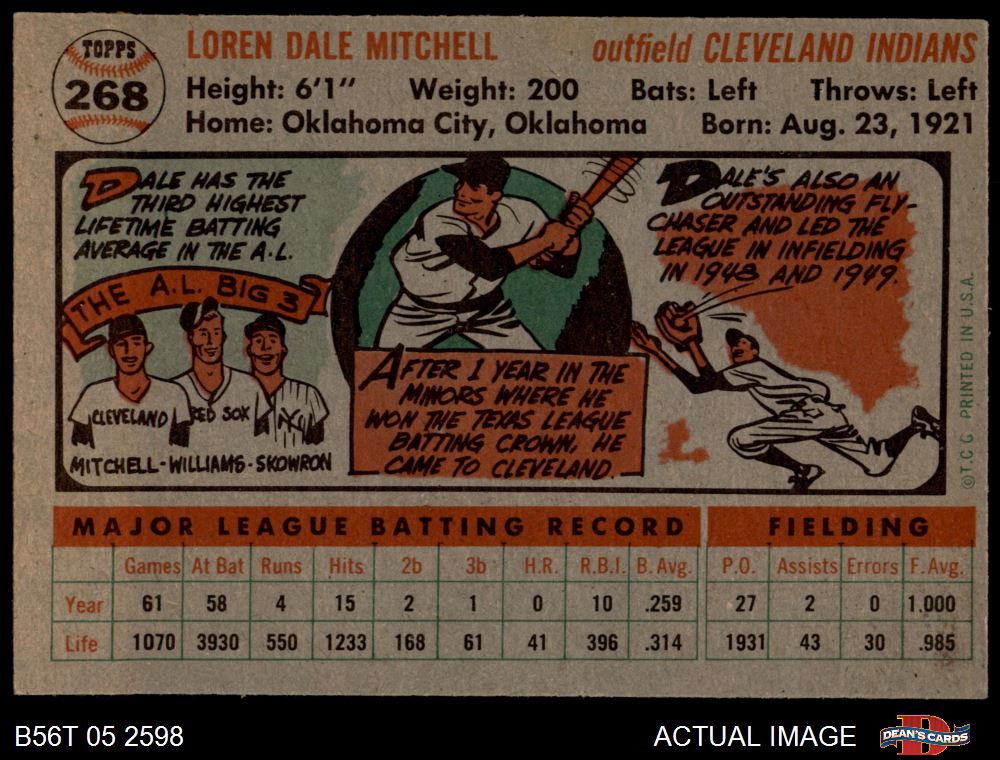 TOPPS
268
LOREN DALE MITCHELL
outfield CLEVELAND INDIANS
Height: 6'1" Weight: 200 Bats: Left Throws: Left
Home: Oklahoma City, Oklahoma Born: Aug. 23, 1921
DALE HAS THE
THIRD HIGHEST
LIFETIME BATTING
AVERAGE IN THE A.L.
THE A.L. BIG 3
CLEVELAND
RED SOX
NY
MITCHELL-WILLIAMS-SKOWRON
AFTER 1 YEAR IN THE
MINORS WHERE HE
WON THE TEXAS LEAGUE
BATTING CROWN, HE
CAME TO CLEVELAND.
DALE'S ALSO AN
OUTSTANDING FLY-
CHASER AND LED THE
LEAGUE IN INFIELDING
IN 1948 AND 1949.
©T.C.G. PRINTED IN U.S.A.
MAJOR LEAGUE BATTING RECORD FIELDING
Games At Bat Runs Hits 2b 3b H.R. R.B.I. B. Avg. P.O. Assists Errors F. Avg.
Year 61 58 4 15 2 1 0 10 .259 27 2 0 1.000
Life 1070 3930 550 1233 168 61 41 396 .314 1931 43 30 .985
B56T 05 2598
ACTUAL IMAGE
D
DEAN'S CARDS